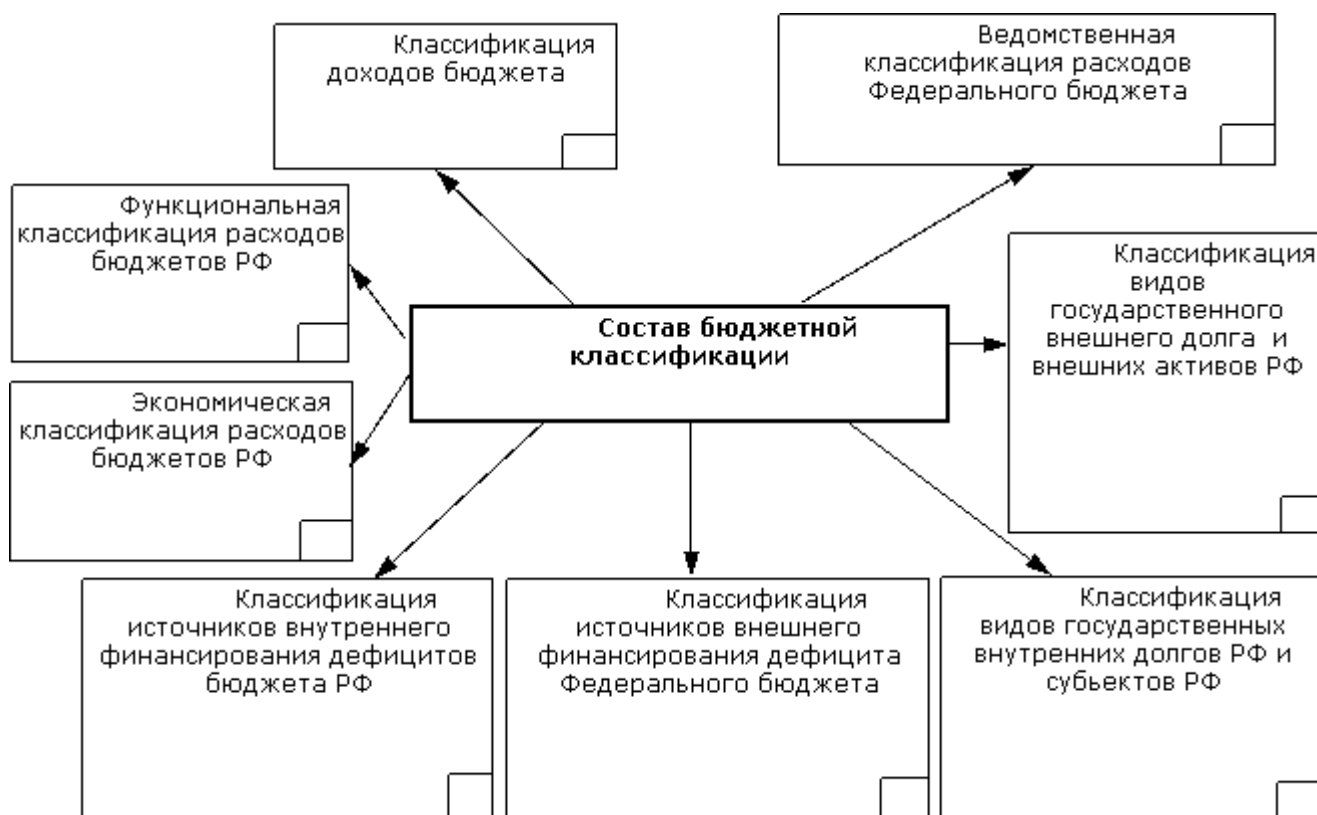 Классификация
доходов бюджета
Ведомственная
классификация расходов
Федерального бюджета
Функциональная
классификация расходов
бюджетов РФ
Классификация
видов
государственного
внешнего долга и
внешних активов РФ
Состав бюджетной
классификации
Экономическая
классификация расходов
бюджетов РФ
Классификация
источников внутреннего
финансирования дефицитов
бюджета РФ
Классификация
источников внешнего
финансирования дефицита
Федерального бюджета
Классификация
видов государственных
внутренних долгов РФ и
субьектов РФ